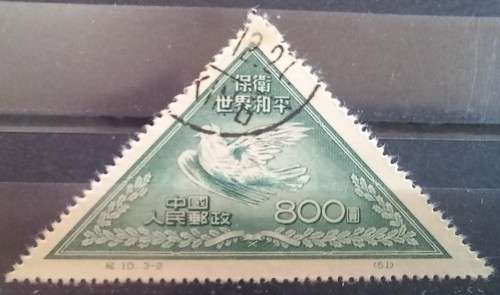 保衛
世界和平
中國
人民郵政
800圓
紀10. 3-2 (51)